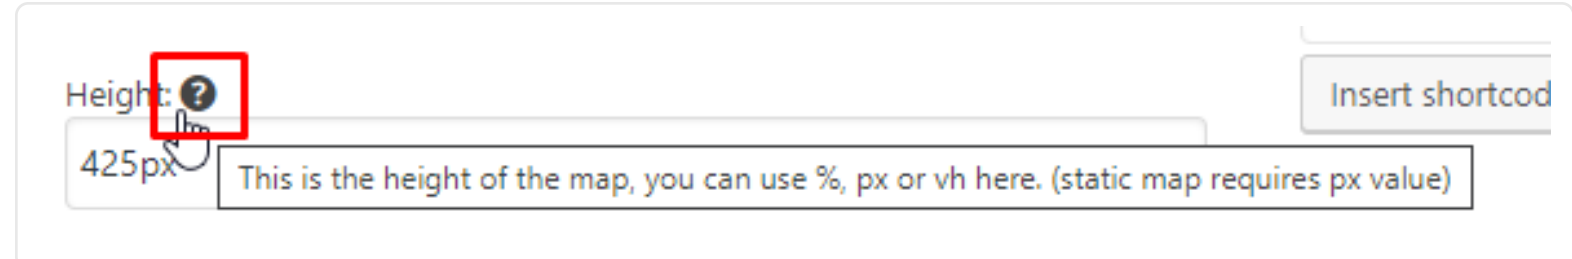 Height: ?
Insert shortcod
425px
This is the height of the map, you can use %, px or vh here. (static map requires px value)